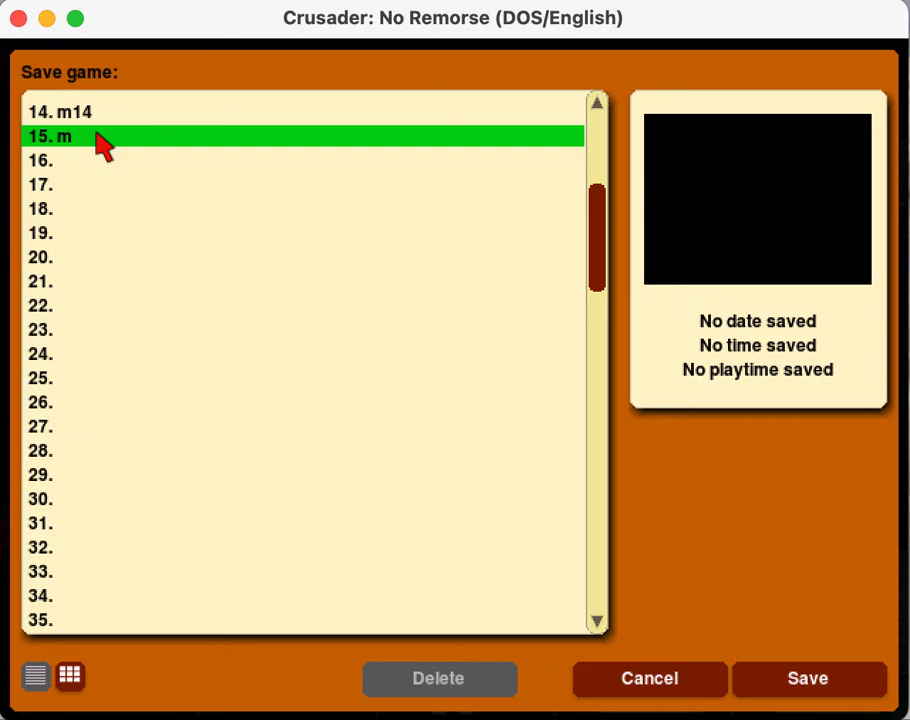 Crusader: No Remorse (DOS/English)
Save game:
14. m14
15. m
16.
17.
18.
19.
20.
21.
22.
23.
24.
25.
26.
27.
28.
29.
30.
31.
32.
33.
34.
35.
No date saved
No time saved
No playtime saved
Delete
Cancel
Save